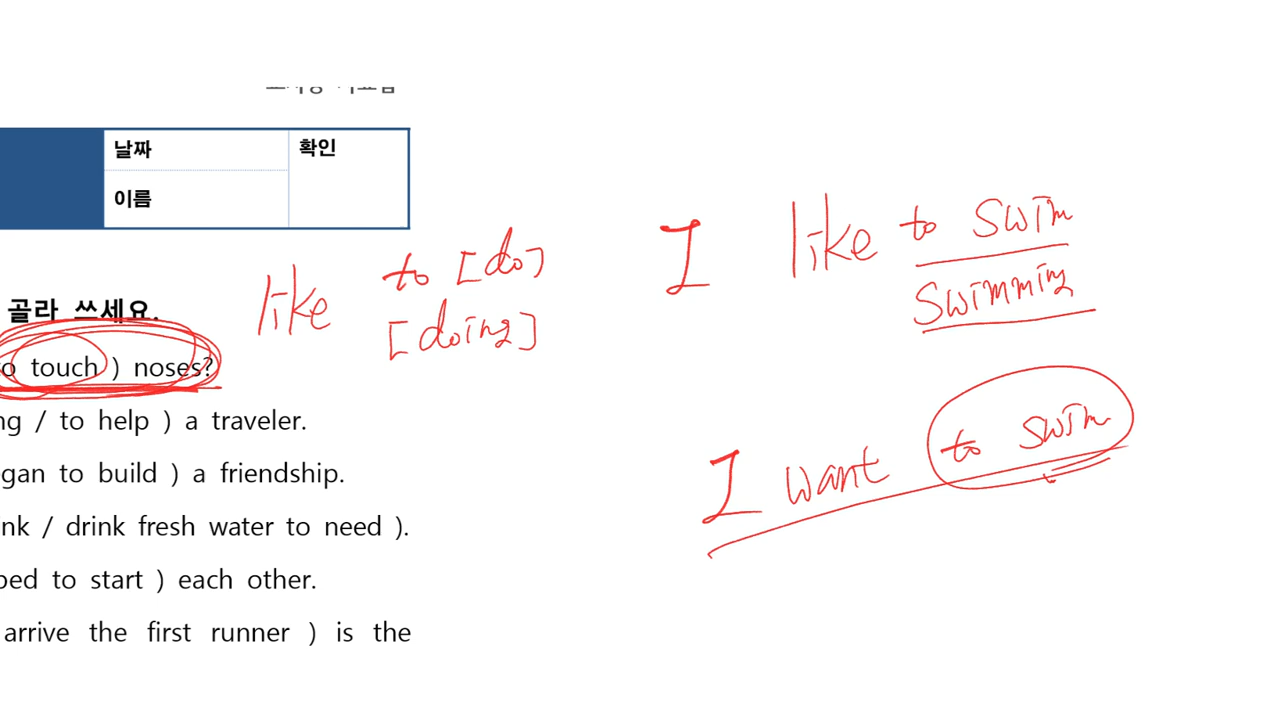 날짜
확인
이름
골라 쓰세요.
o touch ) noses?
ng / to help ) a traveler.
gan to build ) a friendship.
ink / drink fresh water to need ).
ped to start ) each other.
arrive the first runner ) is the
like to [do]
[doing]
I like to swim
swimming
I want to swim